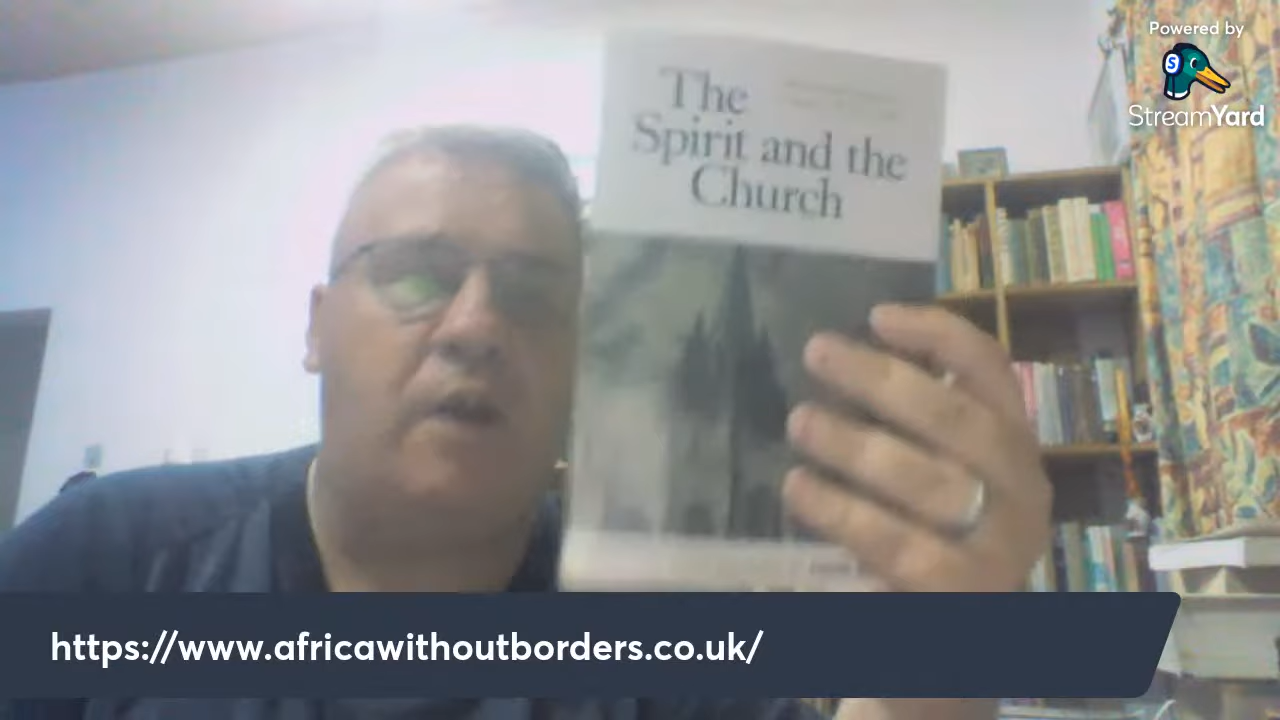 Powered by
StreamYard
The
Spirit and the
Church
https://www.africawithoutborders.co.uk/